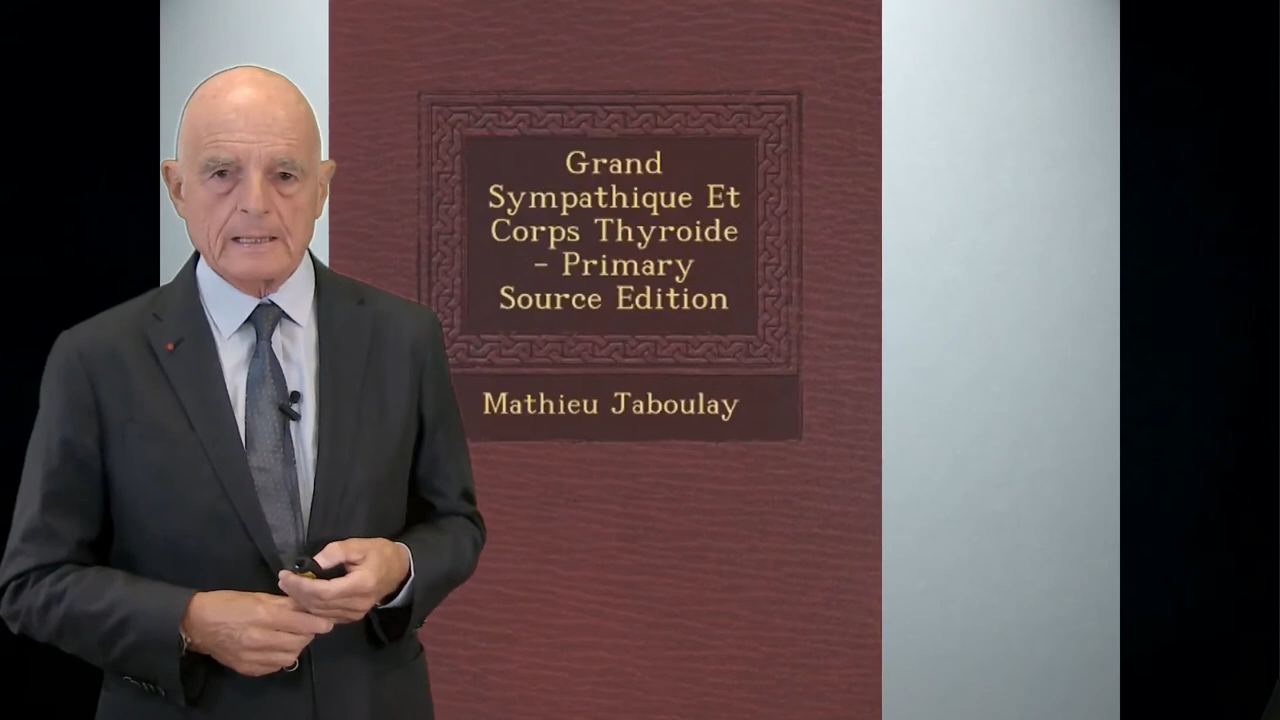 Grand
Sympathique Et
Corps Thyroide
- Primary
Source Edition
Mathieu Jaboulay